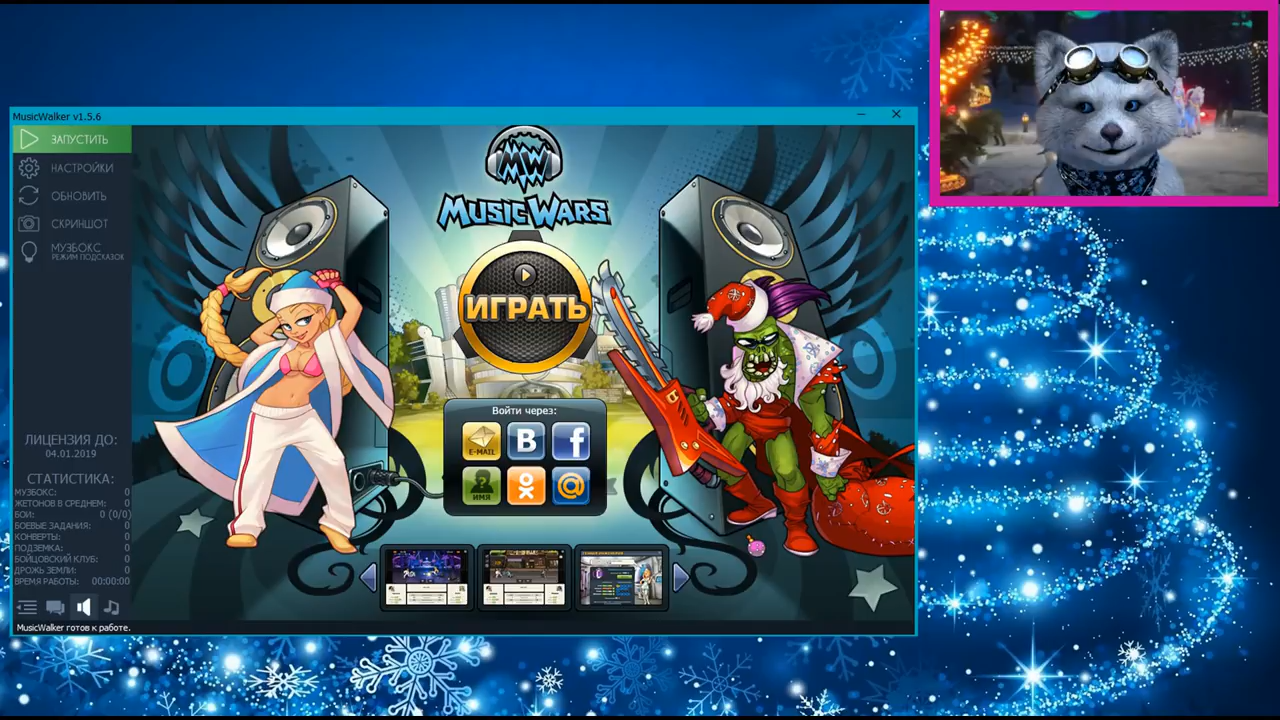 MusicWalker v1.5.6
ЗАПУСТИТЬ
НАСТРОЙКИ
ОБНОВИТЬ
СКРИНШОТ
МУЗБОКС
РЕЖИМ ПОДСКАЗОК
ЛИЦЕНЗИЯ ДО:
04.01.2019
СТАТИСТИКА:
МУЗБОКС: 0
ЖЕТОНОВ В СРЕДНЕМ: 0
БОИ: 0 (0/0)
БОЕВЫЕ ЗАДАНИЯ: 0
КОНВЕРТЫ: 0
ПОДЗЕМКА: 0
БОЙЦОВСКИЙ КЛУБ: 0
ДРОЖЬ ЗЕМЛИ: 0
ВРЕМЯ РАБОТЫ: 00:00:00
MusicWalker готов к работе.
MW
MW
MUSIC WARS
ИГРАТЬ
Войти через:
E-MAIL
B
f
ИМЯ
@